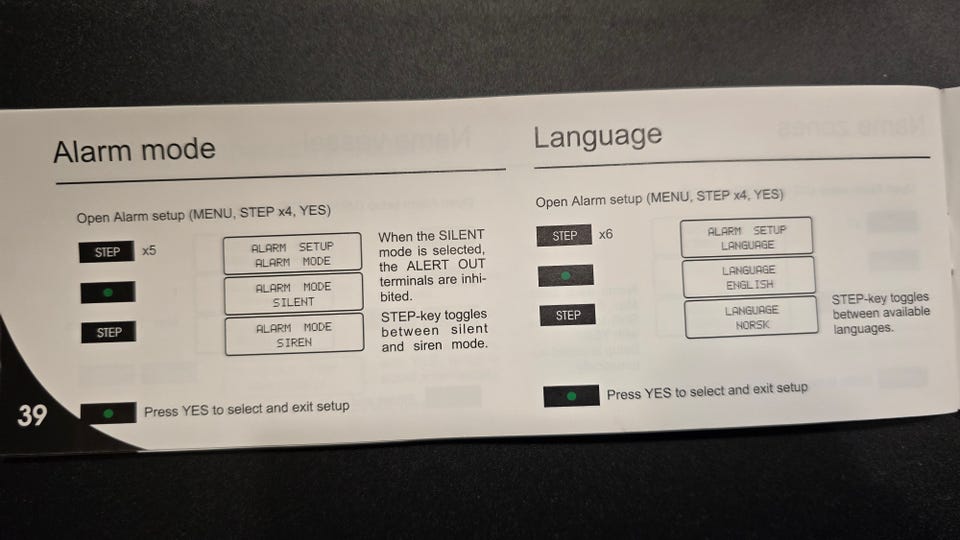 Alarm mode
Open Alarm setup (MENU, STEP x4, YES)
STEP x5
ALARM SETUP
ALARM MODE
ALARM MODE
SILENT
STEP
ALARM MODE
SIREN
When the SILENT
mode is selected,
the ALERT OUT
terminals are inhi-
bited.
STEP-key toggles
between silent
and siren mode.
Press YES to select and exit setup
39
Language
Open Alarm setup (MENU, STEP x4, YES)
STEP x6
ALARM SETUP
LANGUAGE
LANGUAGE
ENGLISH
STEP
LANGUAGE
NORSK
STEP-key toggles
between available
languages.
Press YES to select and exit setup